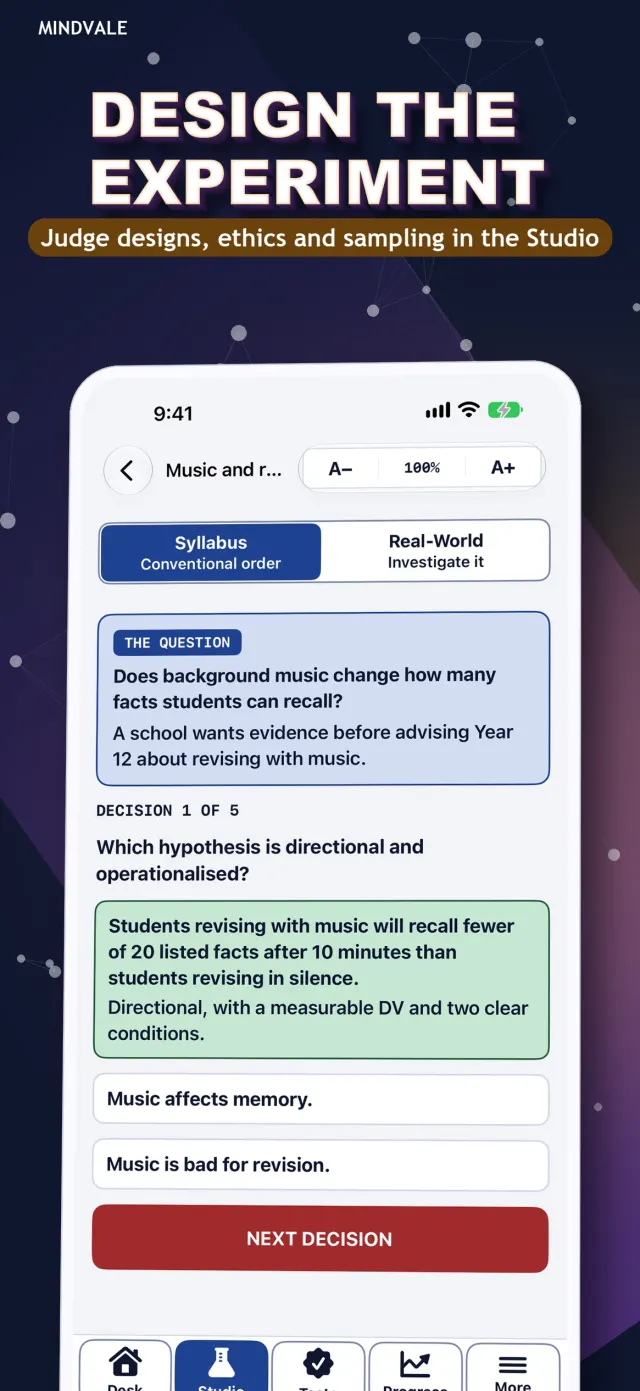 MINDVALE
DESIGN THE
EXPERIMENT
Judge designs, ethics and sampling in the Studio
9:41
Music and r...
A–
100%
A+
Syllabus
Conventional order
Real-World
Investigate it
THE QUESTION
Does background music change how many
facts students can recall?
A school wants evidence before advising Year
12 about revising with music.
DECISION 1 OF 5
Which hypothesis is directional and
operationalised?
Students revising with music will recall fewer
of 20 listed facts after 10 minutes than
students revising in silence.
Directional, with a measurable DV and two clear
conditions.
Music affects memory.
Music is bad for revision.
NEXT DECISION
Desk
Studio
Tests
Progress
More